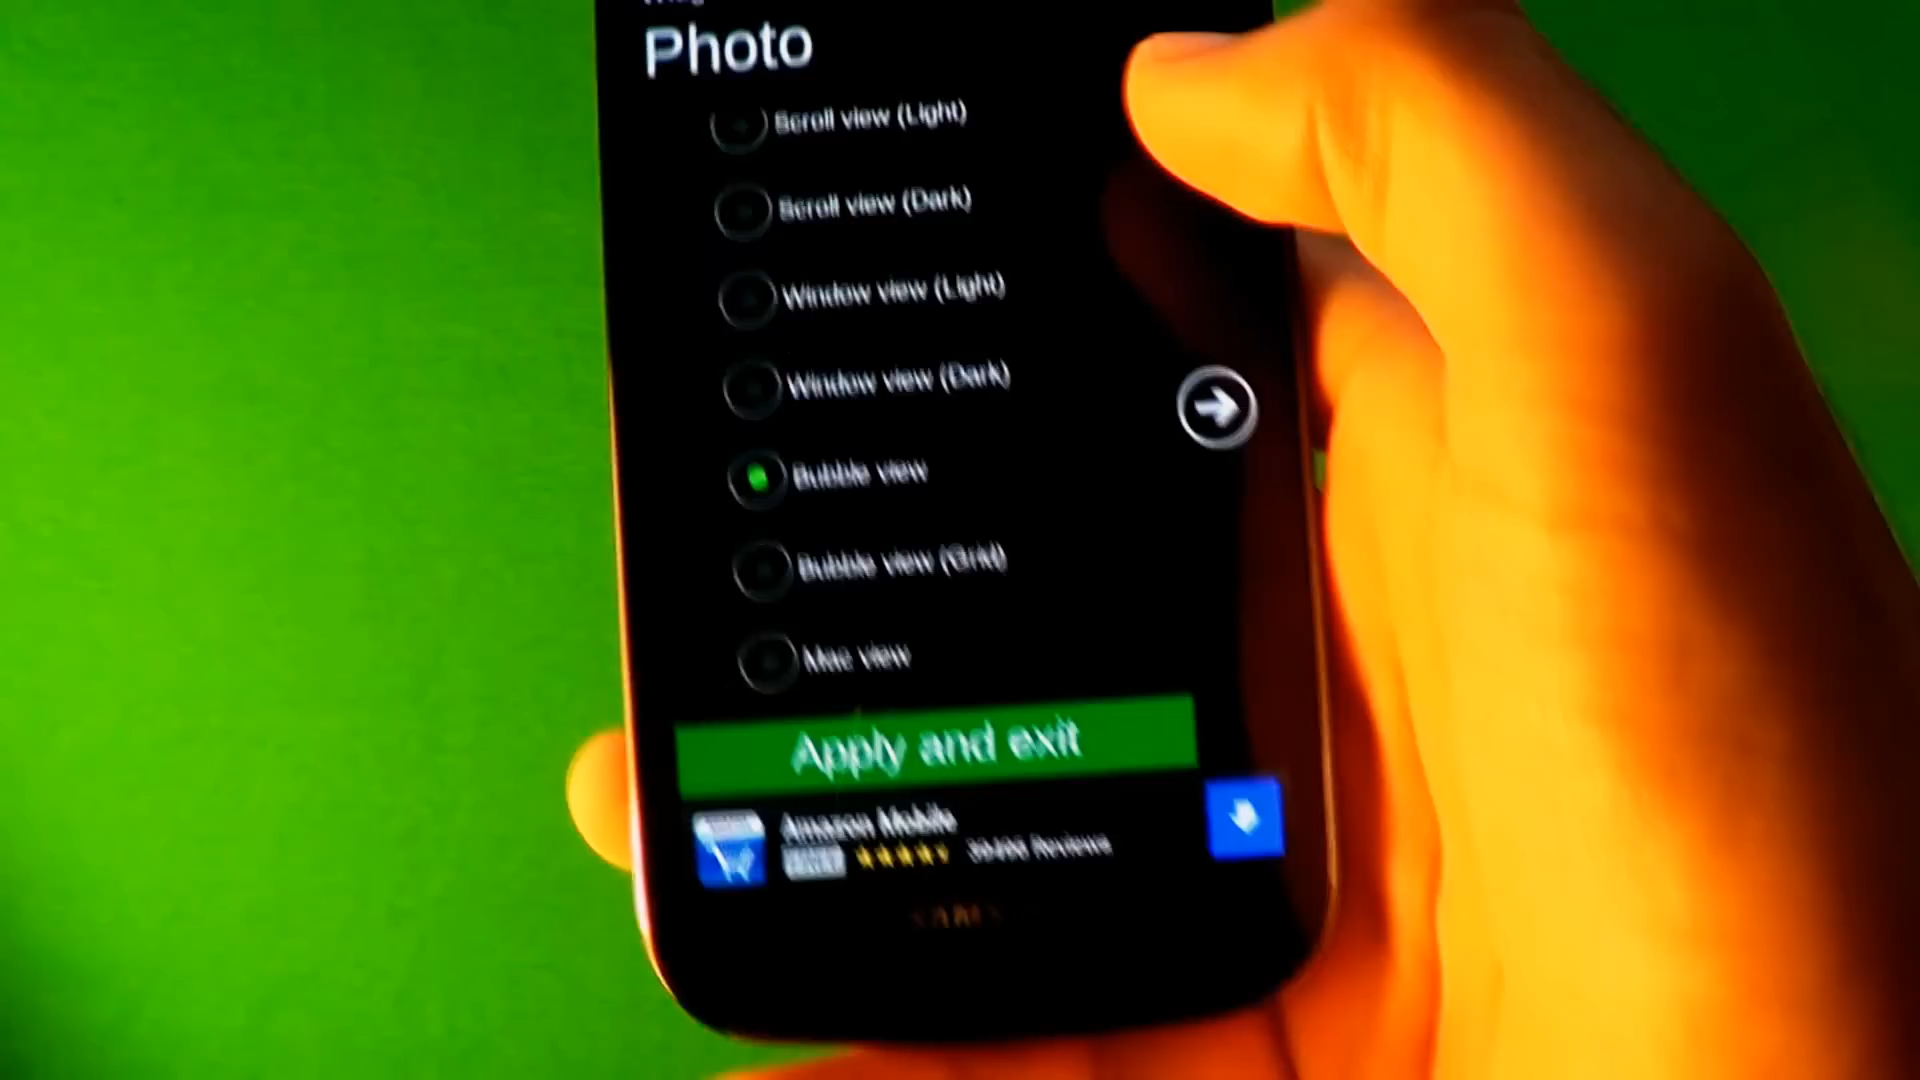 Photo
Scroll view (Light)
Scroll view (Dark)
Window view (Light)
Window view (Dark)
Bubble view
Bubble view (Grid)
Mac view
Apply and exit
Amazon Mobile
Reviews